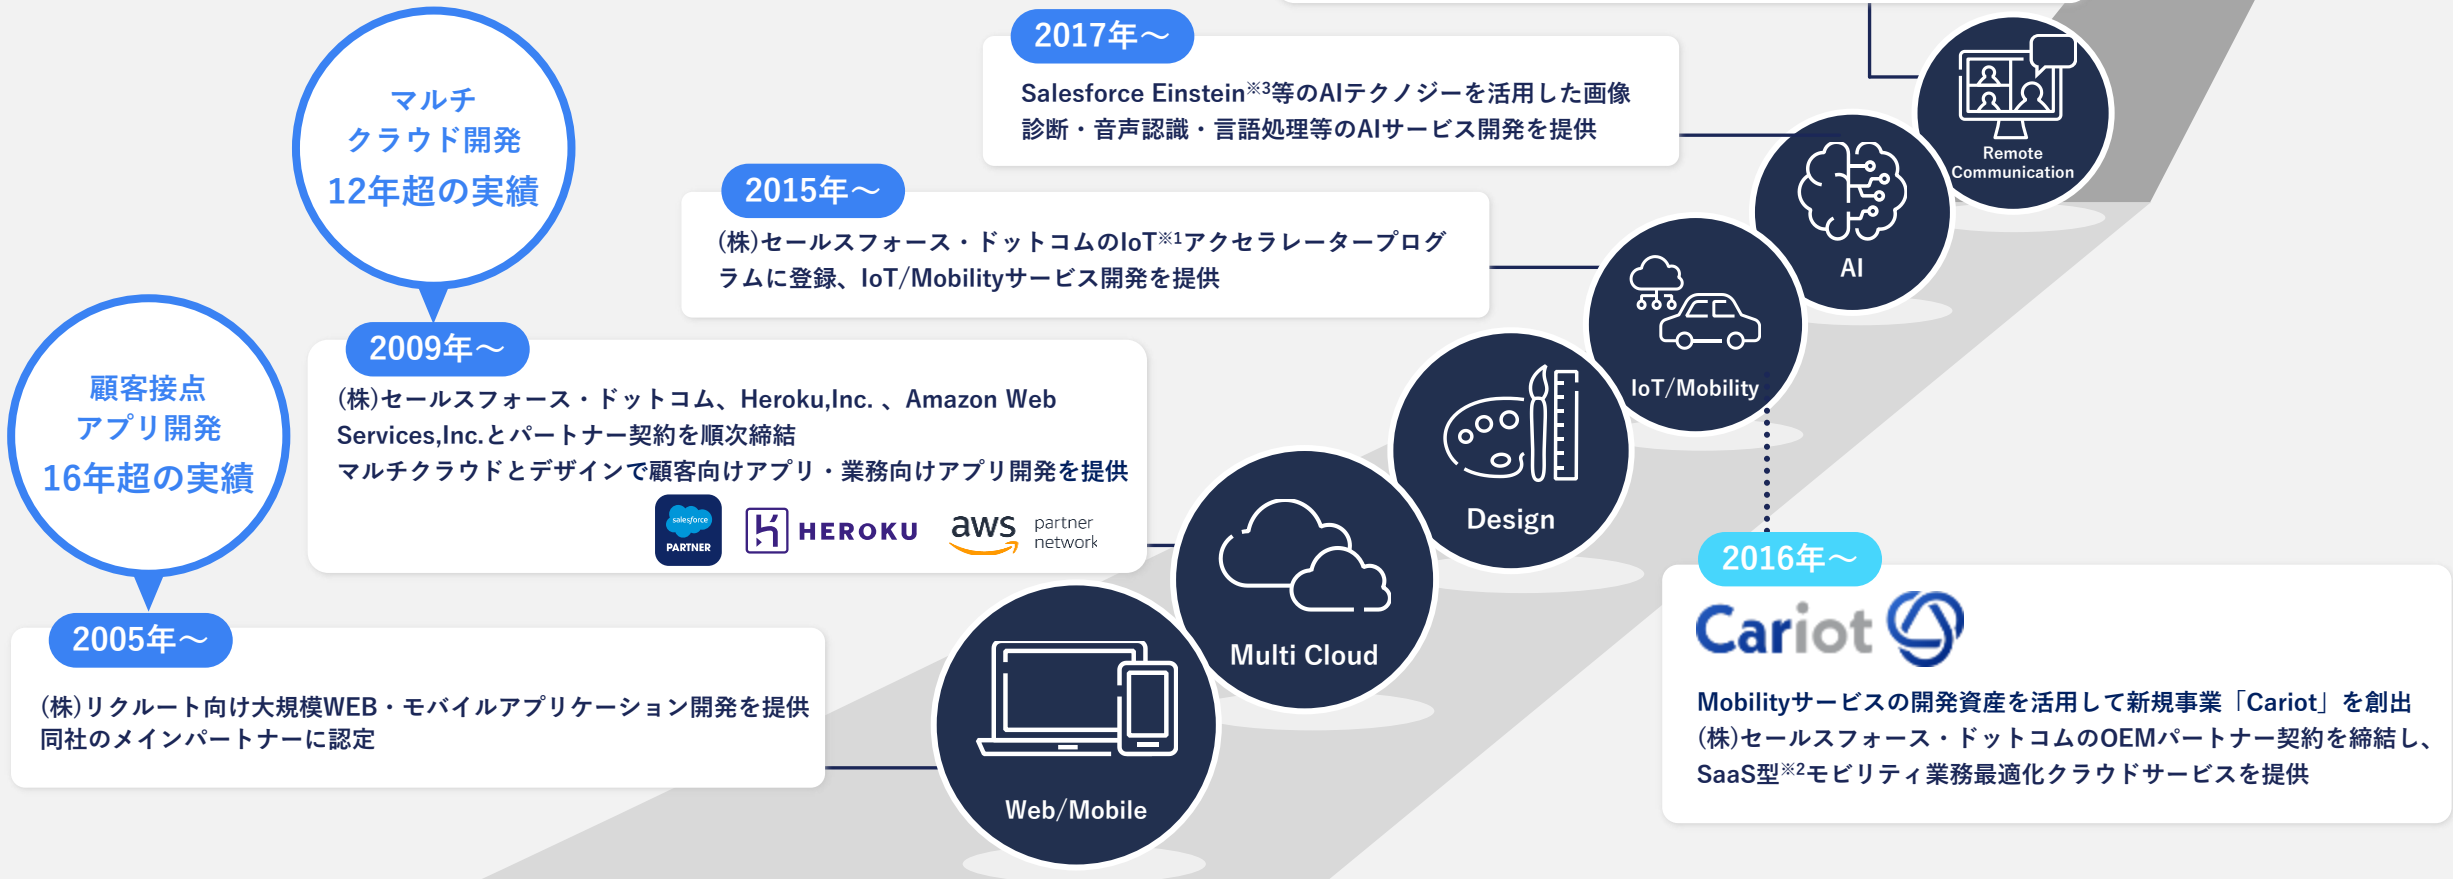 マルチ
クラウド開発
12年超の実績
顧客接点
アプリ開発
16年超の実績
2017年～
Salesforce Einstein※3等のAIテクノジーを活用した画像
診断・音声認識・言語処理等のAIサービス開発を提供
2015年～
(株)セールスフォース・ドットコムのIoT※1アクセラレータープログ
ラムに登録、IoT/Mobilityサービス開発を提供
2009年～
(株)セールスフォース・ドットコム、Heroku,Inc. 、Amazon Web
Services,Inc.とパートナー契約を順次締結
マルチクラウドとデザインで顧客向けアプリ・業務向けアプリ開発を提供
salesforce
PARTNER
HEROKU
aws
partner
network
2005年～
(株)リクルート向け大規模WEB・モバイルアプリケーション開発を提供
同社のメインパートナーに認定
Remote
Communication
AI
IoT/Mobility
Design
Multi Cloud
Web/Mobile
2016年～
Cariot
Mobilityサービスの開発資産を活用して新規事業「Cariot」を創出
(株)セールスフォース・ドットコムのOEMパートナー契約を締結し、
SaaS型※2モビリティ業務最適化クラウドサービスを提供